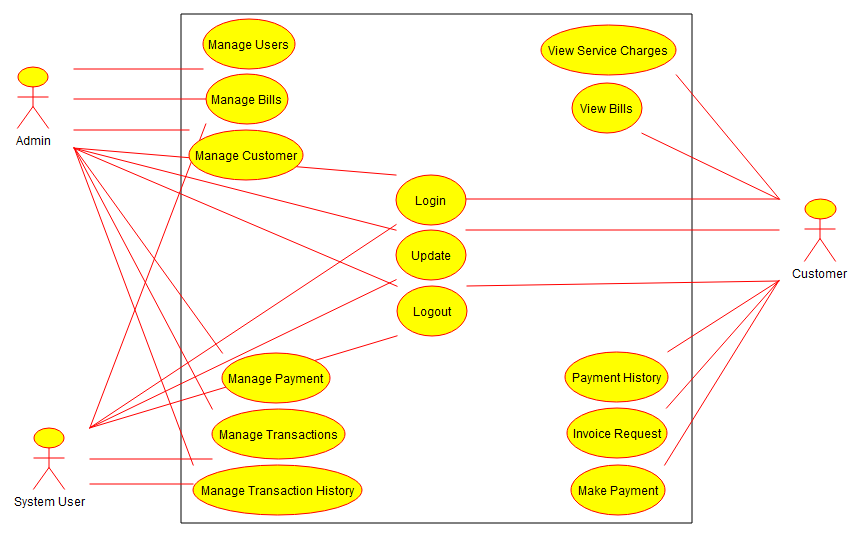 Manage Users
View Service Charges
Manage Bills
View Bills
Admin
Manage Customer
Login
Update
Customer
Logout
Manage Payment
Payment History
Manage Transactions
Invoice Request
System User
Manage Transaction History
Make Payment